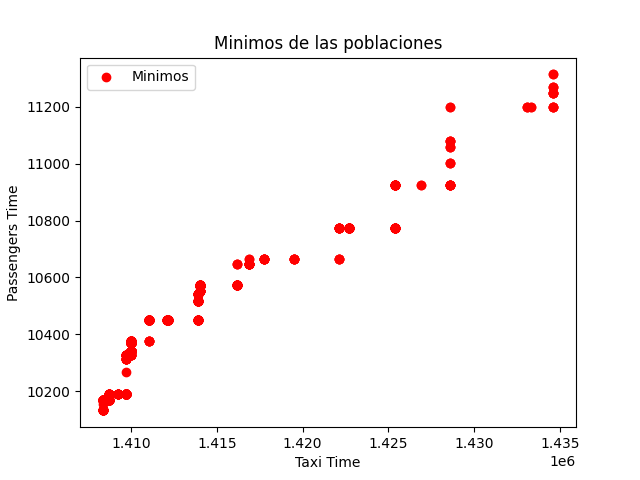 Minimos de las poblaciones
Minimos
11200
11000
10800
10600
10400
10200
Passengers Time
1.410 1.415 1.420 1.425 1.430 1.435
1e6
Taxi Time